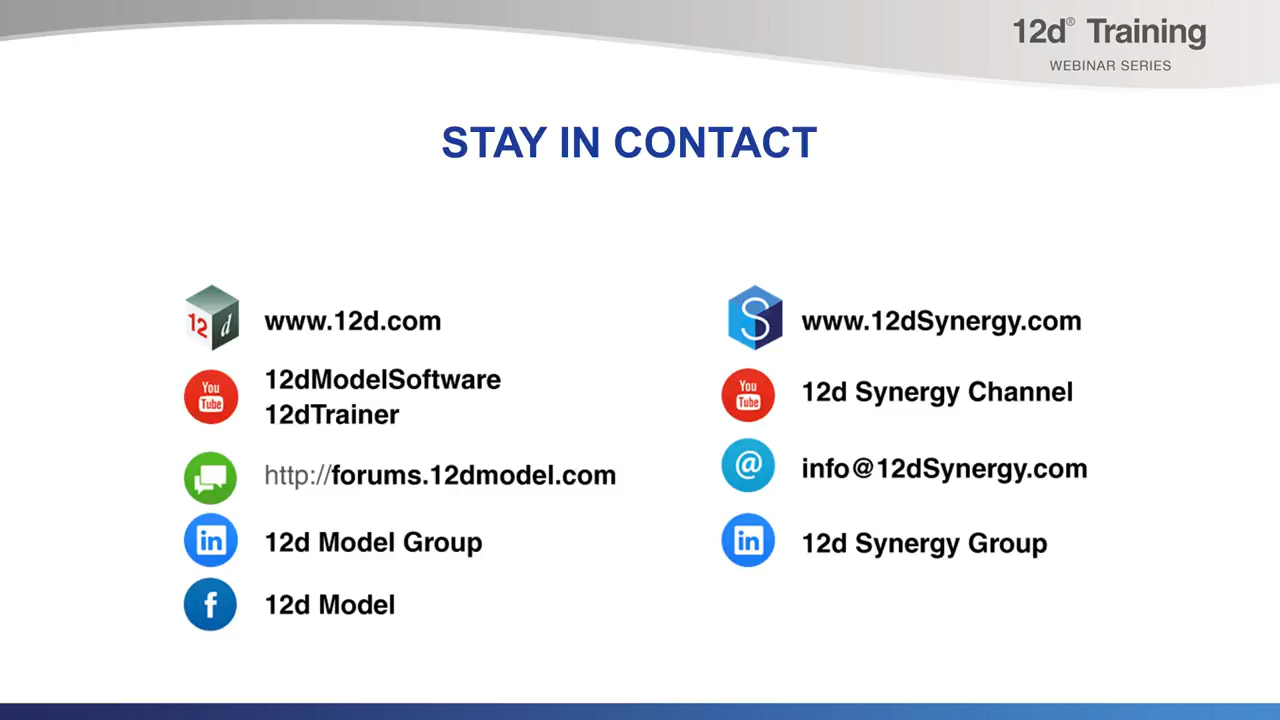 12d® Training
WEBINAR SERIES
STAY IN CONTACT
12 d
www.12d.com
You Tube
12dModelSoftware
12dTrainer
http://forums.12dmodel.com
in
12d Model Group
f
12d Model
S
www.12dSynergy.com
You Tube
12d Synergy Channel
@
info@12dSynergy.com
in
12d Synergy Group